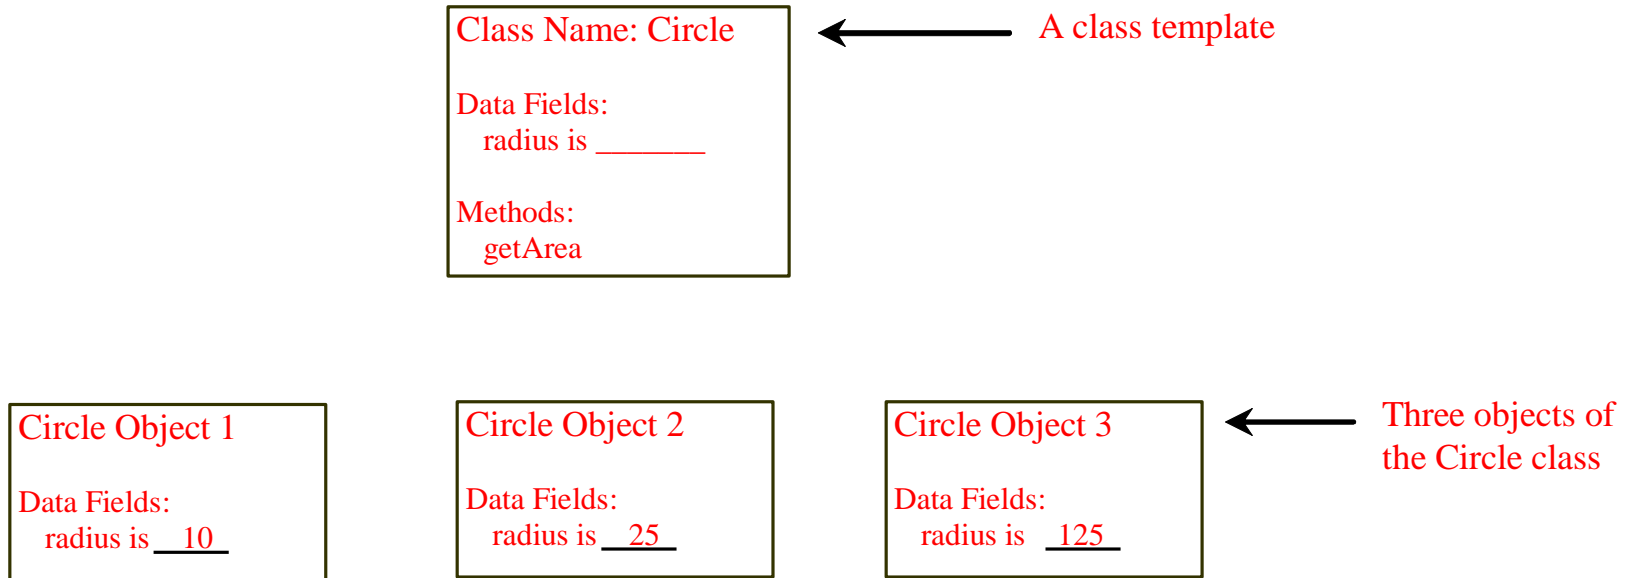 Class Name: Circle
A class template
Data Fields:
radius is _______
Methods:
getArea
Circle Object 1
Data Fields:
radius is 10
Circle Object 2
Data Fields:
radius is 25
Circle Object 3
Data Fields:
radius is 125
Three objects of
the Circle class